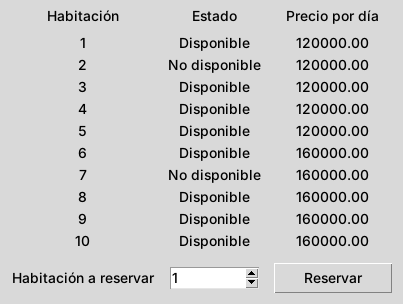 Habitación Estado Precio por día
1 Disponible 120000.00
2 No disponible 120000.00
3 Disponible 120000.00
4 Disponible 120000.00
5 Disponible 120000.00
6 Disponible 160000.00
7 No disponible 160000.00
8 Disponible 160000.00
9 Disponible 160000.00
10 Disponible 160000.00
Habitación a reservar 1 Reservar